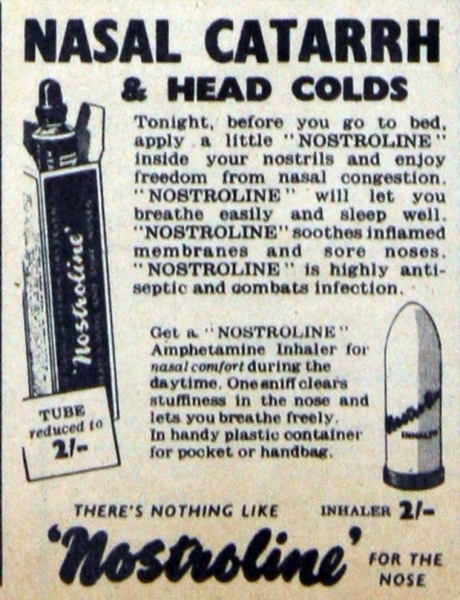 NASAL CATARRH
& HEAD COLDS
Tonight, before you go to bed,
apply a little "NOSTROLINE"
inside your nostrils and enjoy
freedom from nasal congestion.
"NOSTROLINE" will let you
breathe easily and sleep well.
"NOSTROLINE" soothes inflamed
membranes and sore noses.
"NOSTROLINE" is highly anti-
septic and combats infection.
'Nostroline'
Get a "NOSTROLINE"
Amphetamine Inhaler for
nasal comfort during the
daytime. One sniff clears
stuffiness in the nose and
lets you breathe freely.
In handy plastic container
for pocket or handbag.
TUBE
reduced to
2/-
Nostroline
INHALER
THERE'S NOTHING LIKE
INHALER 2/-
'Nostroline'
FOR THE
NOSE